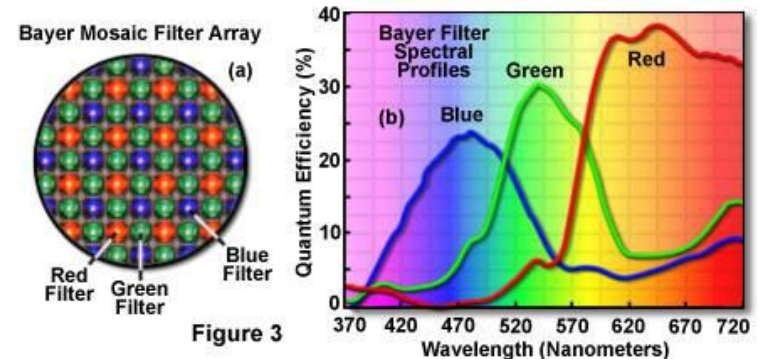 Bayer Mosaic Filter Array
(a)
Red
Filter
Green
Filter
Blue
Filter
Figure 3
Bayer Filter
Spectral
Profiles
(b)
Blue
Green
Red
Quantum Efficiency (%)
40
30
20
10
0
370 420 470 520 570 620 670 720
Wavelength (Nanometers)